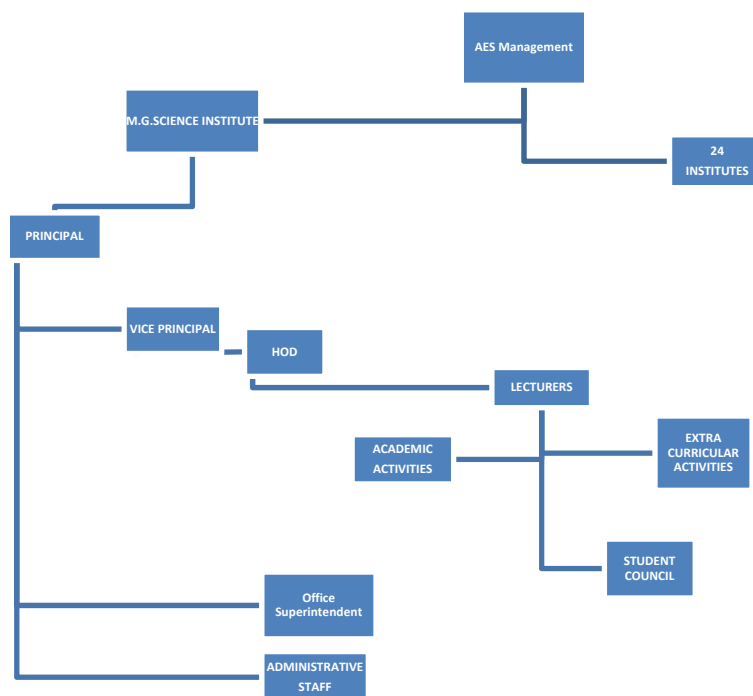 AES Management
M.G.SCIENCE INSTITUTE
24
INSTITUTES
PRINCIPAL
VICE PRINCIPAL
HOD
LECTURERS
ACADEMIC
ACTIVITIES
EXTRA
CURRICULAR
ACTIVITIES
STUDENT
COUNCIL
Office
Superintendent
ADMINISTRATIVE
STAFF